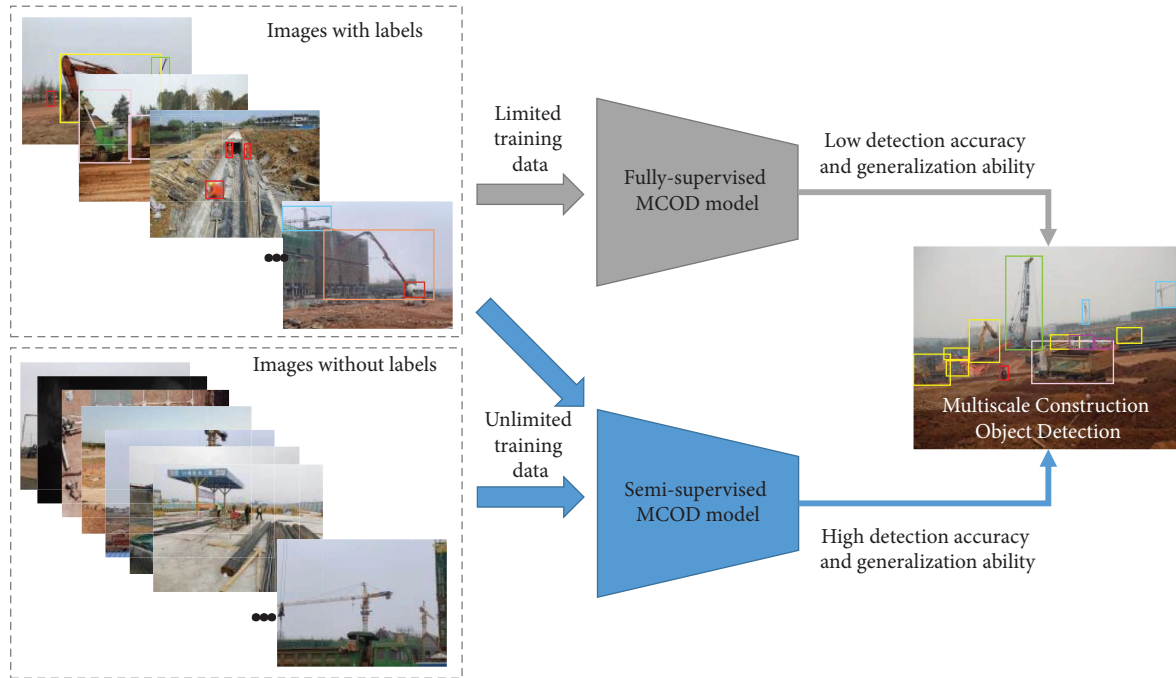 Images with labels
Limited
training
data
Fully-supervised
MCOD model
Low detection accuracy
and generalization ability
Images without labels
Unlimited
training
data
Semi-supervised
MCOD model
High detection accuracy
and generalization ability
Multiscale Construction
Object Detection